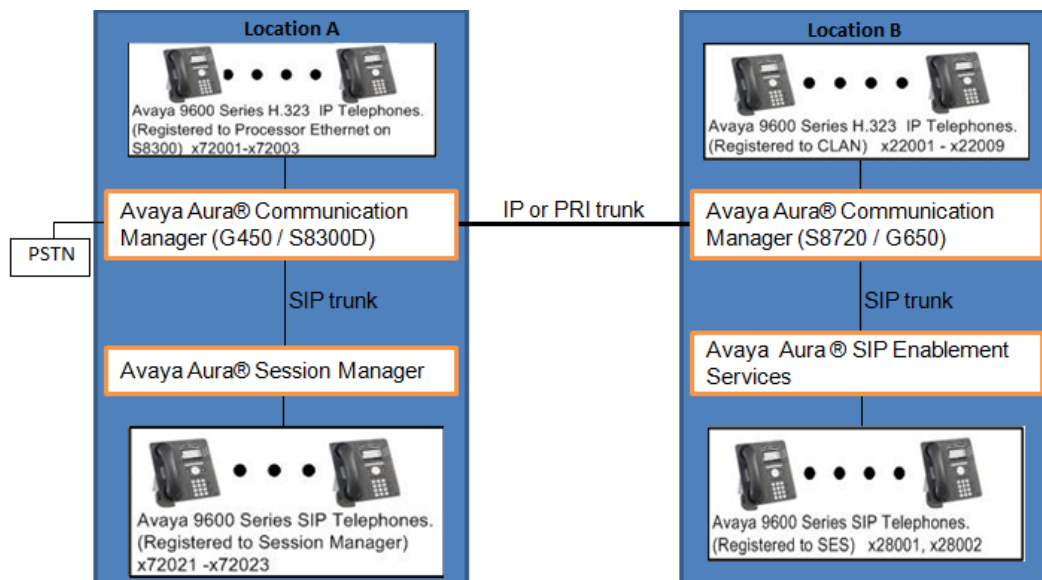 Location A
Avaya 9600 Series H.323 IP Telephones.
(Registered to Processor Ethernet on
S8300) x72001-x72003
Avaya Aura® Communication
Manager (G450 / S8300D)
PSTN
SIP trunk
Avaya Aura® Session Manager
Avaya 9600 Series SIP Telephones.
(Registered to Session Manager)
x72021 -x72023
IP or PRI trunk
Location B
Avaya 9600 Series H.323 IP Telephones.
(Registered to CLAN) x22001 - x22009
Avaya Aura® Communication
Manager (S8720 / G650)
SIP trunk
Avaya Aura ® SIP Enablement
Services
Avaya 9600 Series SIP Telephones.
(Registered to SES) x28001, x28002